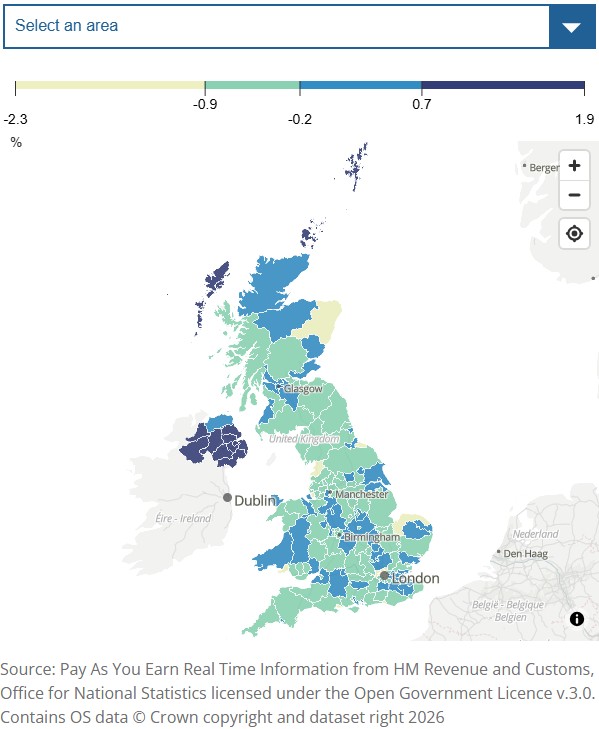 Select an area
-2.3
-0.9
-0.2
0.7
1.9
%
Bergen
+
−
Glasgow
United Kingdom
Dublin
Manchester
Éire - Ireland
Birmingham
Nederland
Den Haag
London
België - Belgique
Belgien
i
Source: Pay As You Earn Real Time Information from HM Revenue and Customs,
Office for National Statistics licensed under the Open Government Licence v.3.0.
Contains OS data © Crown copyright and dataset right 2026